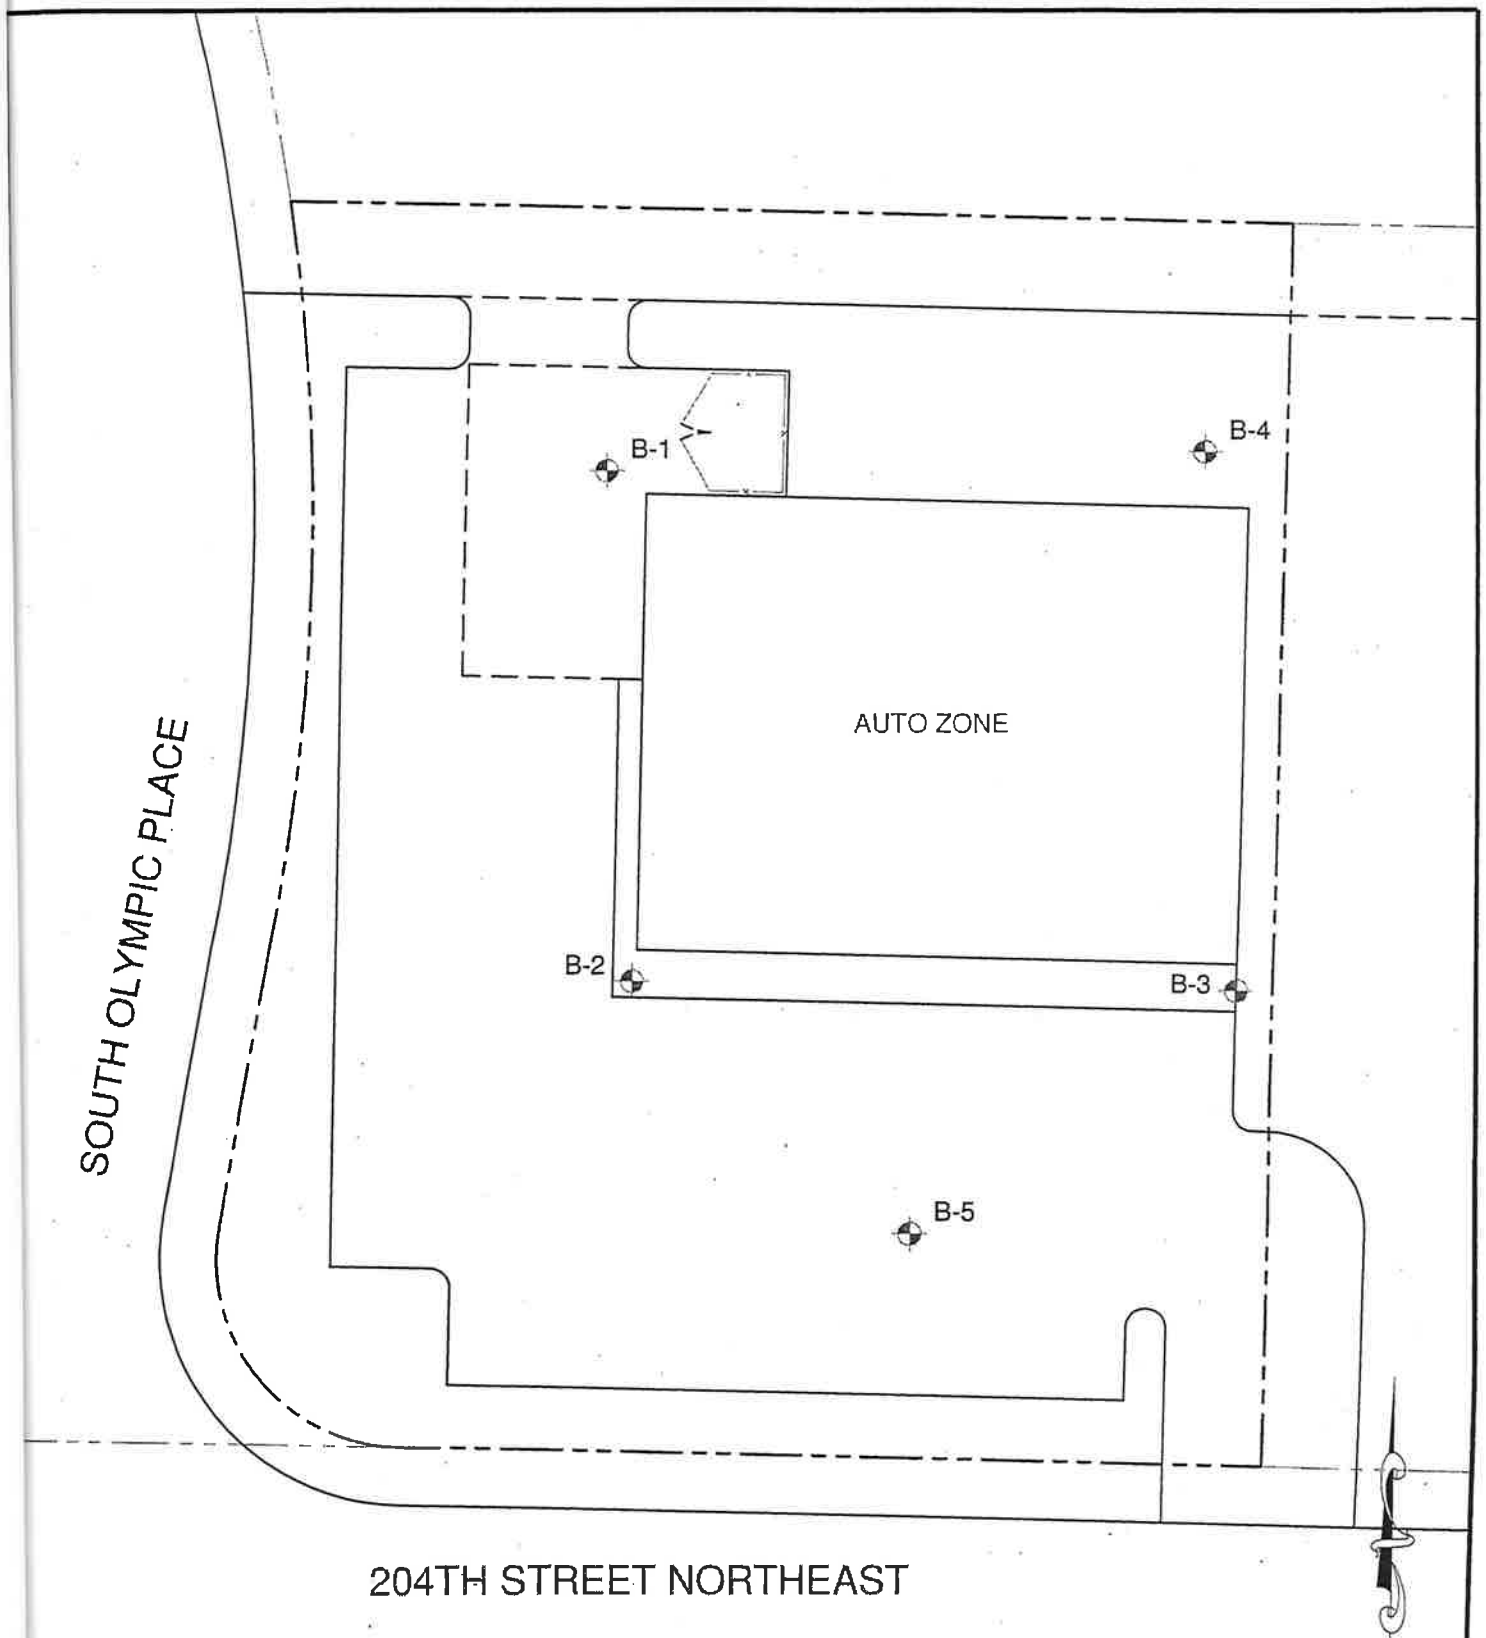 B-4
B-1
AUTO ZONE
SOUTH OLYMPIC PLACE
B-2
B-3
B-5
204TH STREET NORTHEAST